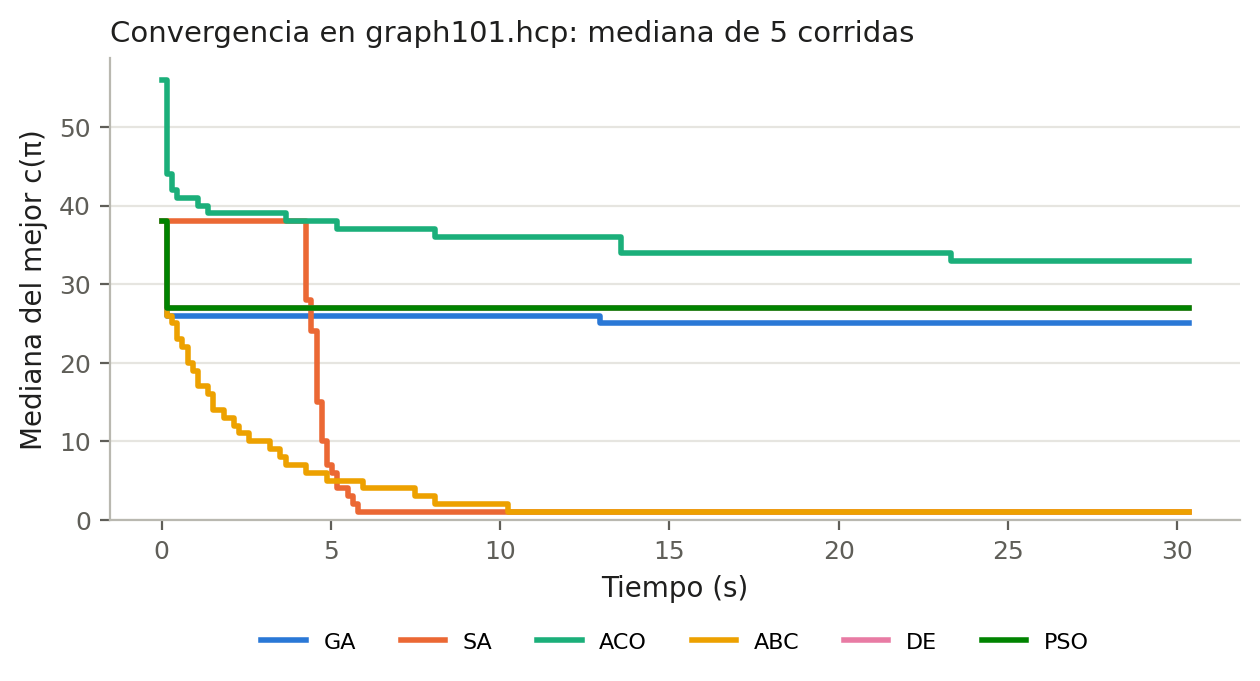 Convergencia en graph101.hcp: mediana de 5 corridas
Mediana del mejor c(π)
50
40
30
20
10
0
0 5 10 15 20 25 30
Tiempo (s)
GA SA ACO ABC DE PSO